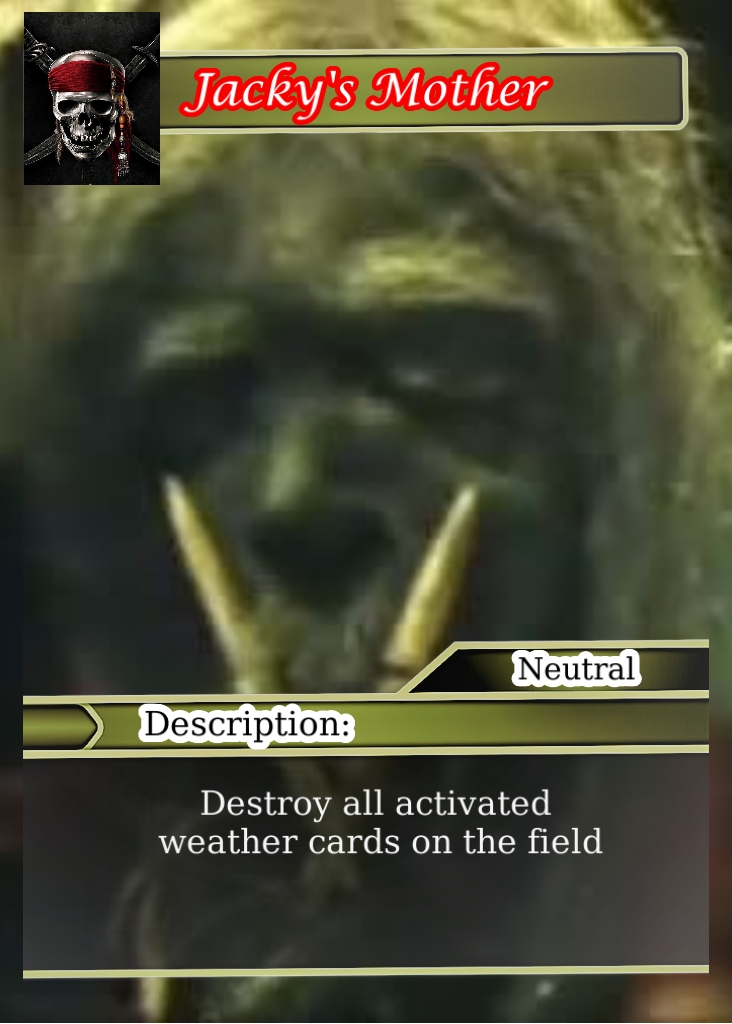 Jacky's Mother
Neutral
Description:
Destroy all activated
weather cards on the field